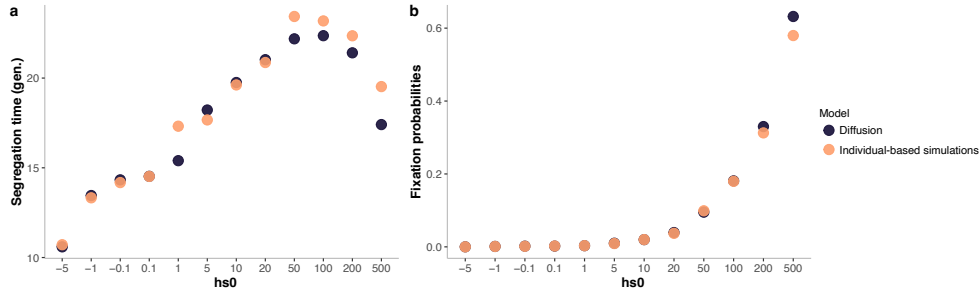 a
Segregation time (gen.)
20
15
10
−5 −1 −0.1 0.1 1 5 10 20 50 100 200 500
hs0
b
Fixation probabilities
0.6
0.4
0.2
0.0
−5 −1 −0.1 0.1 1 5 10 20 50 100 200 500
hs0
Model
Diffusion
Individual-based simulations